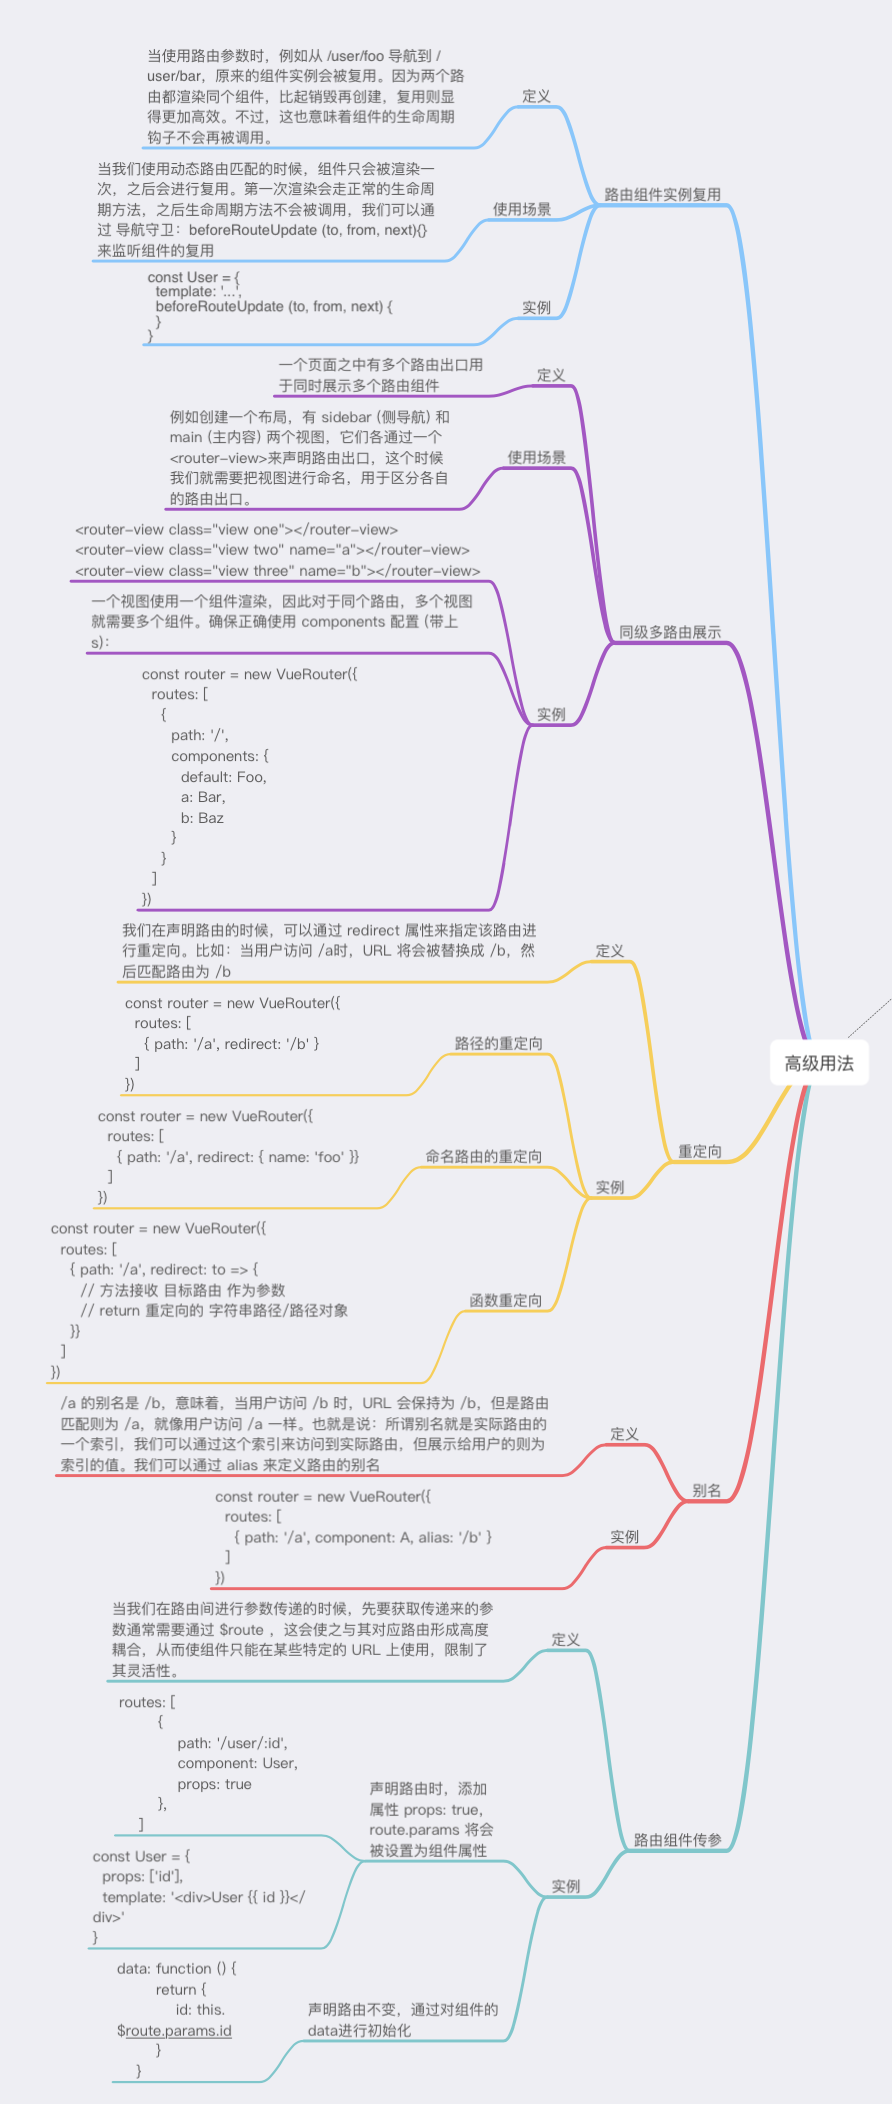 当使用路由参数时，例如从 /user/foo 导航到 /
user/bar，原来的组件实例会被复用。因为两个路
由都渲染同个组件，比起销毁再创建，复用则显
得更加高效。不过，这也意味着组件的生命周期
钩子不会再被调用。
定义
当我们使用动态路由匹配的时候，组件只会被渲染一
次，之后会进行复用。第一次渲染会走正常的生命周
期方法，之后生命周期方法不会被调用，我们可以通
过 导航守卫：beforeRouteUpdate (to, from, next){}
来监听组件的复用
使用场景
路由组件实例复用
const User = {
template: '...',
beforeRouteUpdate (to, from, next) {
}
}
实例
一个页面之中有多个路由出口用
于同时展示多个路由组件
定义
例如创建一个布局，有 sidebar (侧导航) 和
main (主内容) 两个视图，它们各通过一个
<router-view>来声明路由出口，这个时候
我们就需要把视图进行命名，用于区分各自
的路由出口。
使用场景
<router-view class="view one"></router-view>
<router-view class="view two" name="a"></router-view>
<router-view class="view three" name="b"></router-view>
一个视图使用一个组件渲染，因此对于同个路由，多个视图
就需要多个组件。确保正确使用 components 配置 (带上
s)：
同级多路由展示
const router = new VueRouter({
routes: [
{
path: '/',
components: {
default: Foo,
a: Bar,
b: Baz
}
}
]
})
实例
我们在声明路由的时候，可以通过 redirect 属性来指定该路由进
行重定向。比如：当用户访问 /a时，URL 将会被替换成 /b，然
后匹配路由为 /b
定义
const router = new VueRouter({
routes: [
{ path: '/a', redirect: '/b' }
]
})
路径的重定向
高级用法
const router = new VueRouter({
routes: [
{ path: '/a', redirect: { name: 'foo' }}
]
})
命名路由的重定向
重定向
实例
const router = new VueRouter({
routes: [
{ path: '/a', redirect: to => {
// 方法接收 目标路由 作为参数
// return 重定向的 字符串路径/路径对象
}}
]
})
函数重定向
/a 的别名是 /b，意味着，当用户访问 /b 时，URL 会保持为 /b，但是路由
匹配则为 /a，就像用户访问 /a 一样。也就是说：所谓别名就是实际路由的
一个索引，我们可以通过这个索引来访问到实际路由，但展示给用户的则为
索引的值。我们可以通过 alias 来定义路由的别名
定义
别名
const router = new VueRouter({
routes: [
{ path: '/a', component: A, alias: '/b' }
]
})
实例
当我们在路由间进行参数传递的时候，先要获取传递来的参
数通常需要通过 $route ，这会使之与其对应路由形成高度
耦合，从而使组件只能在某些特定的 URL 上使用，限制了
其灵活性。
定义
routes: [
{
path: '/user/:id',
component: User,
props: true
},
]
声明路由时，添加
属性 props: true,
route.params 将会
被设置为组件属性
路由组件传参
const User = {
props: ['id'],
template: '<div>User {{ id }}</
div>'
}
实例
data: function () {
return {
id: this.
$route.params.id
}
}
声明路由不变，通过对组件的
data进行初始化